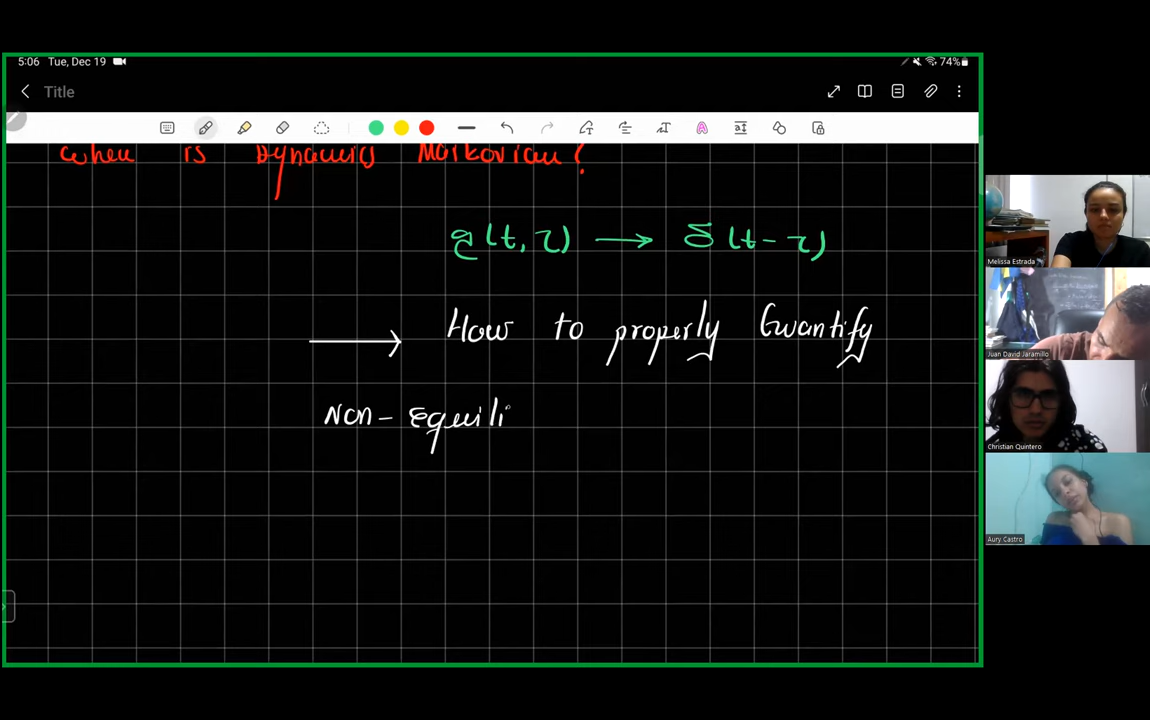 5:06 Tue, Dec 19 74%
Title
When is Dynamics Markovian?
g(t, τ) → δ(t - τ)
→ How to properly Quantify
Non-Equili
Melissa Estrada
Juan David Jaramillo
Christian Quintero
Aury Castro